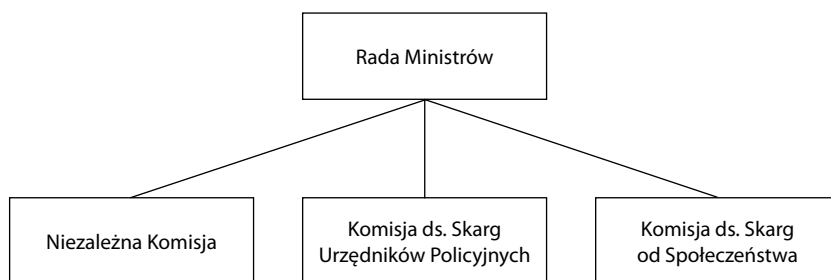 Rada Ministrów
Niezależna Komisja
Komisja ds. Skarg
Urzędników Policyjnych
Komisja ds. Skarg
od Społeczeństwa